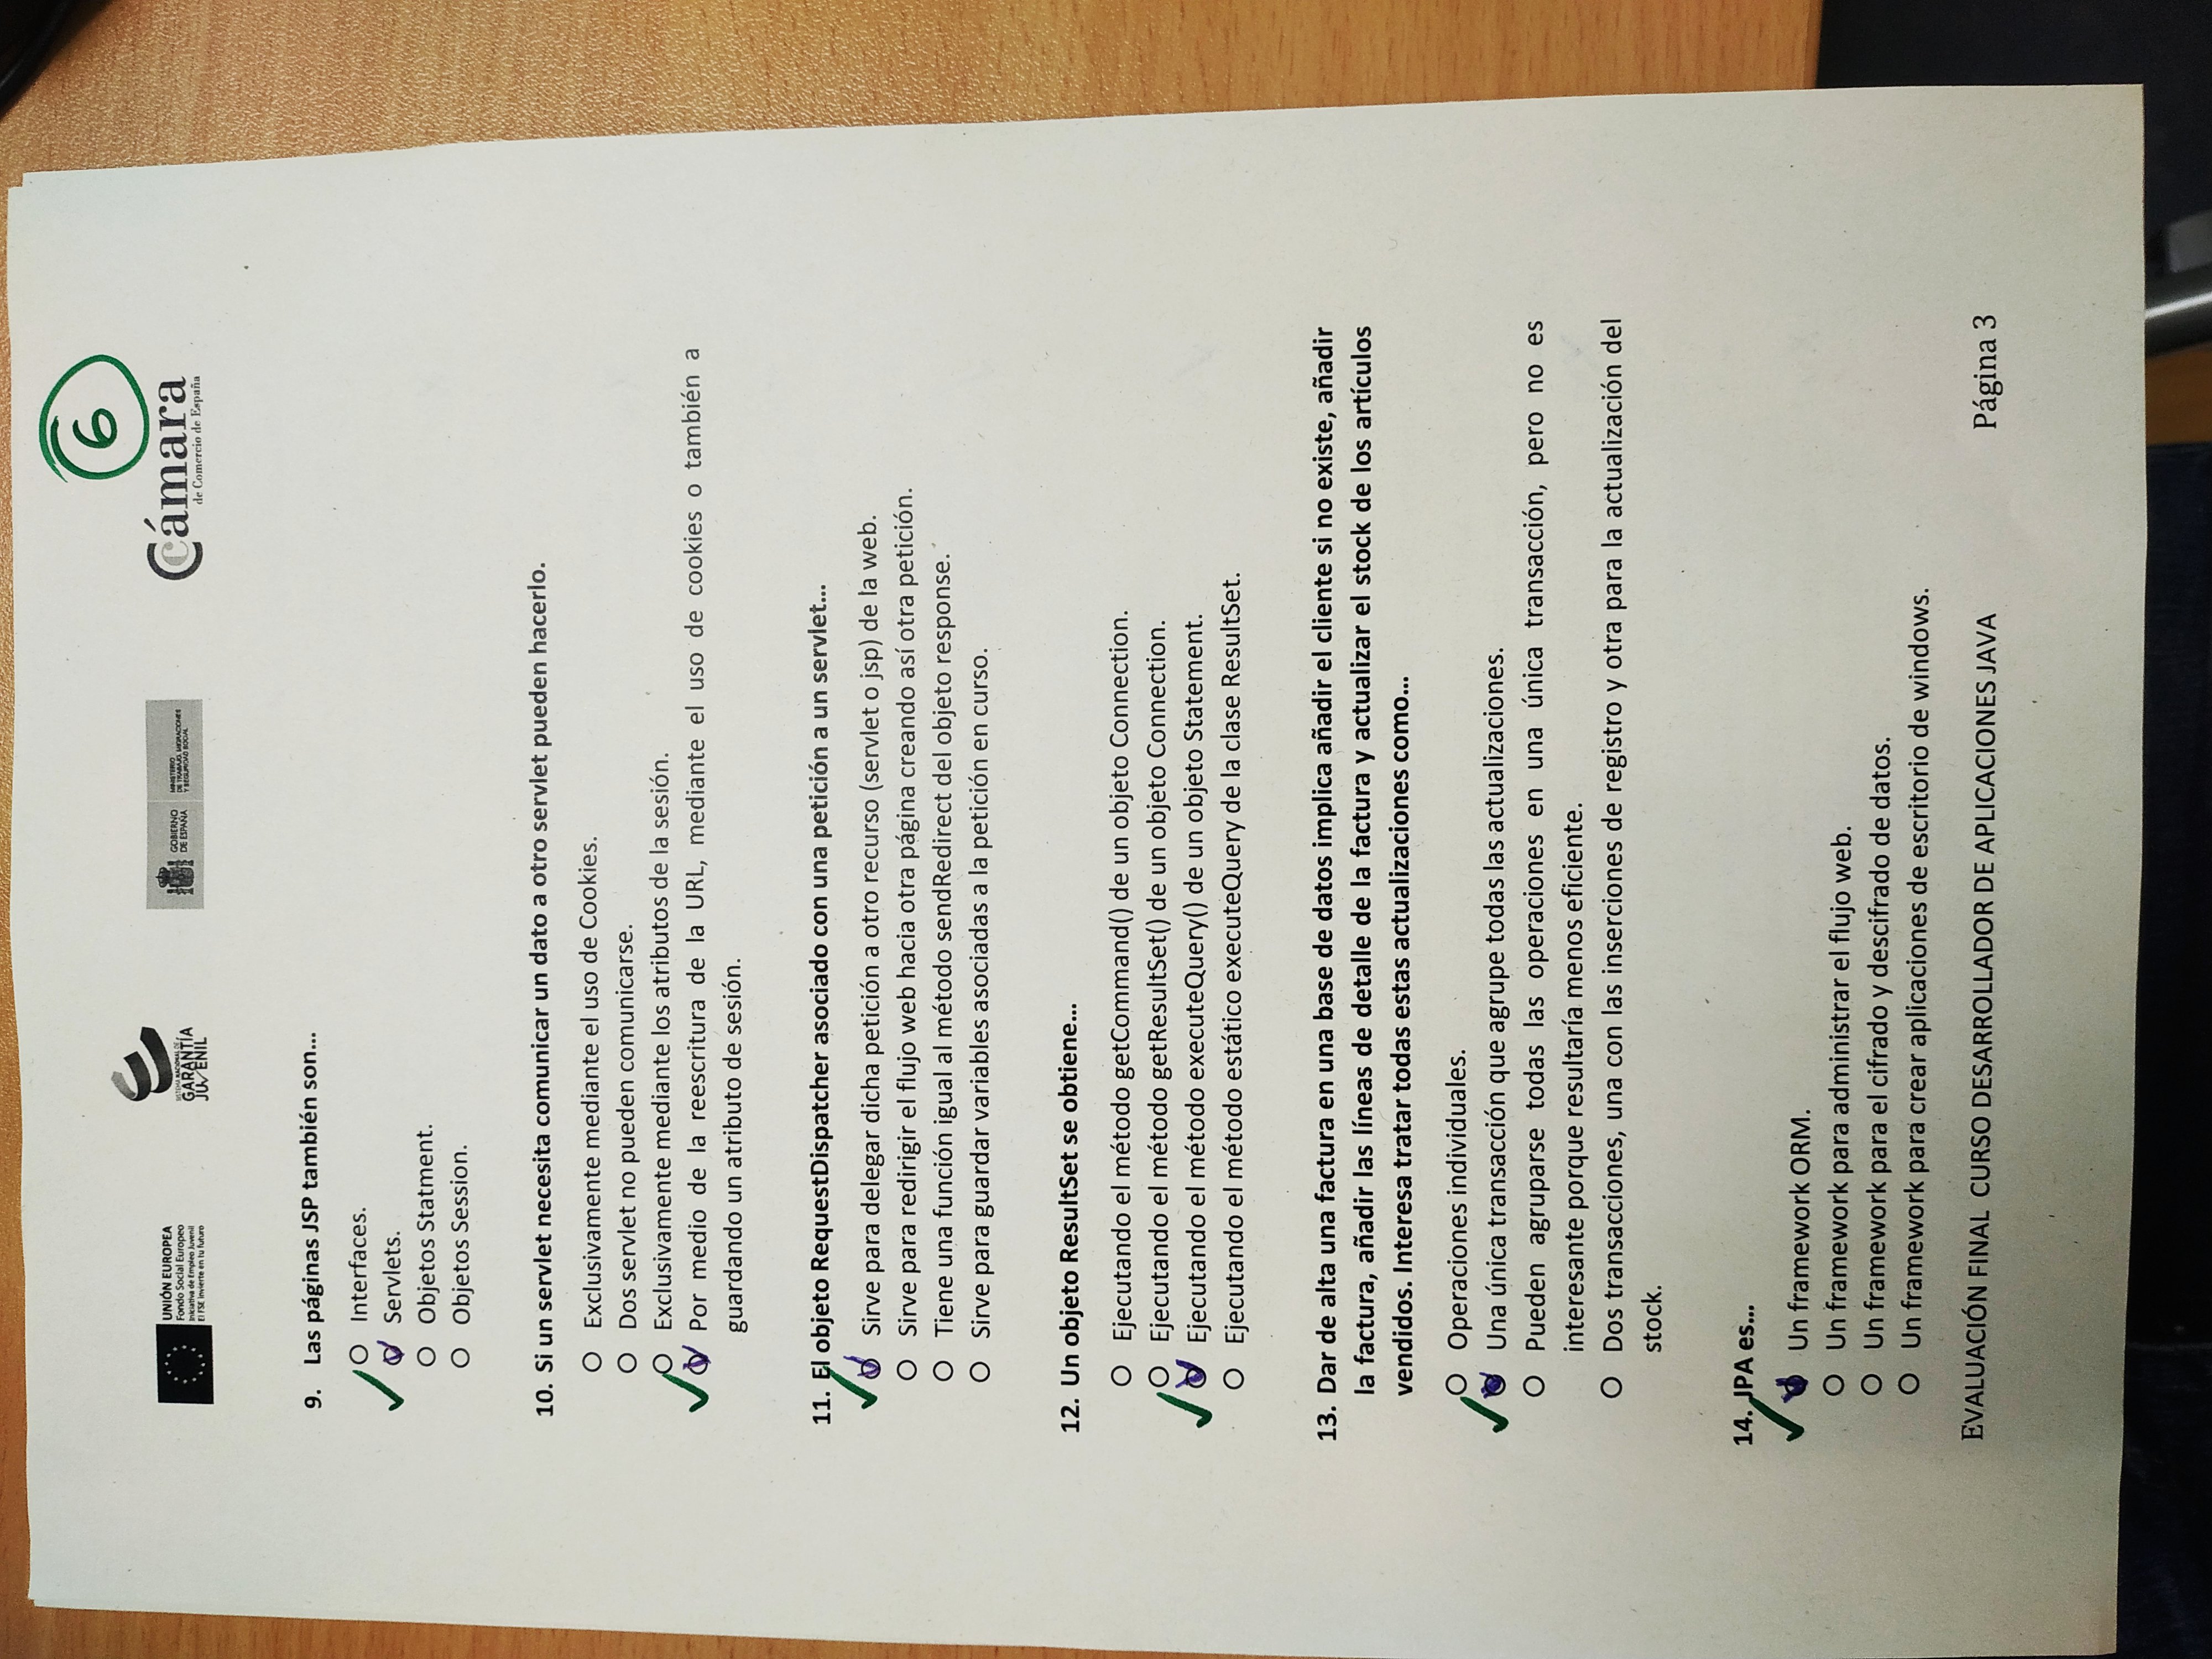 UNIÓN EUROPEA
Fondo Social Europeo
Iniciativa de Empleo Juvenil
El FSE invierte en tu futuro
SISTEMA NACIONAL DE
GARANTÍA
JUVENIL
GOBIERNO
DE ESPAÑA
MINISTERIO
DE TRABAJO, MIGRACIONES
Y SEGURIDAD SOCIAL
Cámara
de Comercio de España
6
9. Las páginas JSP también son...
Interfaces.
Servlets.
Objetos Statment.
Objetos Session.
10. Si un servlet necesita comunicar un dato a otro servlet pueden hacerlo.
Exclusivamente mediante el uso de Cookies.
Dos servlet no pueden comunicarse.
Exclusivamente mediante los atributos de la sesión.
Por medio de la reescritura de la URL, mediante el uso de cookies o también a
guardando un atributo de sesión.
11. El objeto RequestDispatcher asociado con una petición a un servlet...
Sirve para delegar dicha petición a otro recurso (servlet o jsp) de la web.
Sirve para redirigir el flujo web hacia otra página creando así otra petición.
Tiene una función igual al método sendRedirect del objeto response.
Sirve para guardar variables asociadas a la petición en curso.
12. Un objeto ResultSet se obtiene...
Ejecutando el método getCommand() de un objeto Connection.
Ejecutando el método getResultSet() de un objeto Connection.
Ejecutando el método executeQuery() de un objeto Statement.
Ejecutando el método estático executeQuery de la clase ResultSet.
13. Dar de alta una factura en una base de datos implica añadir el cliente si no existe, añadir
la factura, añadir las líneas de detalle de la factura y actualizar el stock de los artículos
vendidos. Interesa tratar todas estas actualizaciones como...
Operaciones individuales.
Una única transacción que agrupe todas las actualizaciones.
Pueden agruparse todas las operaciones en una única transacción, pero no es
interesante porque resultaría menos eficiente.
Dos transacciones, una con las inserciones de registro y otra para la actualización del
stock.
14. JPA es...
Un framework ORM.
Un framework para administrar el flujo web.
Un framework para el cifrado y descifrado de datos.
Un framework para crear aplicaciones de escritorio de windows.
EVALUACIÓN FINAL CURSO DESARROLLADOR DE APLICACIONES JAVA Página 3